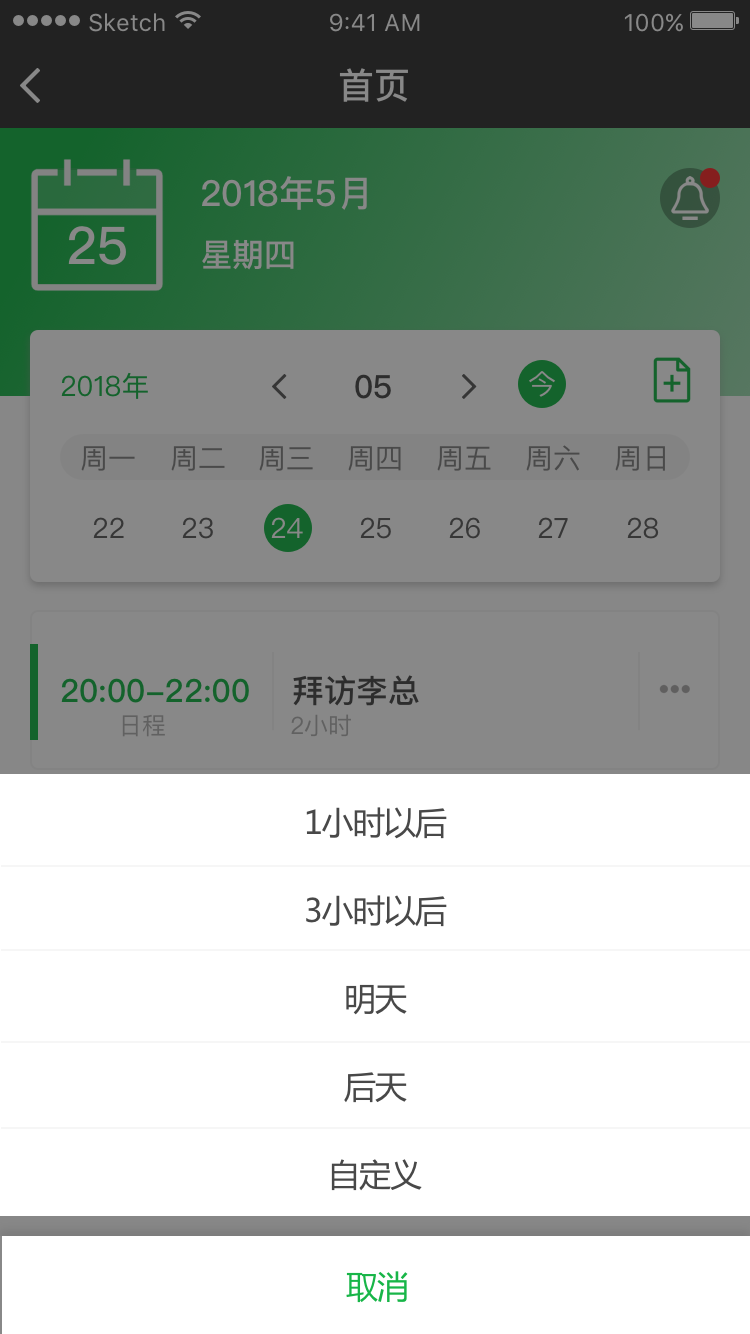 Sketch 9:41 AM 100%
首页
2018年5月
25
星期四
2018年 05 今
周一 周二 周三 周四 周五 周六 周日
22 23 24 25 26 27 28
20:00–22:00 拜访李总
日程 2小时
1小时以后
3小时以后
明天
后天
自定义
取消